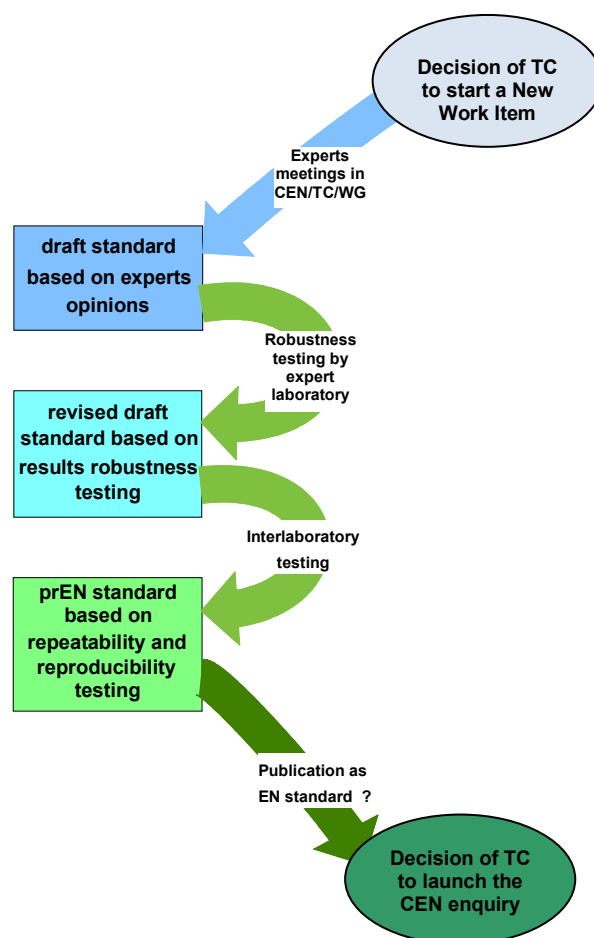 Decision of TC
to start a New
Work Item
Experts
meetings in
CEN/TC/WG
draft standard
based on experts
opinions
Robustness
testing by
expert
laboratory
revised draft
standard based on
results robustness
testing
Interlaboratory
testing
prEN standard
based on
repeatability and
reproducibility
testing
Publication as
EN standard ?
Decision of TC
to launch the
CEN enquiry